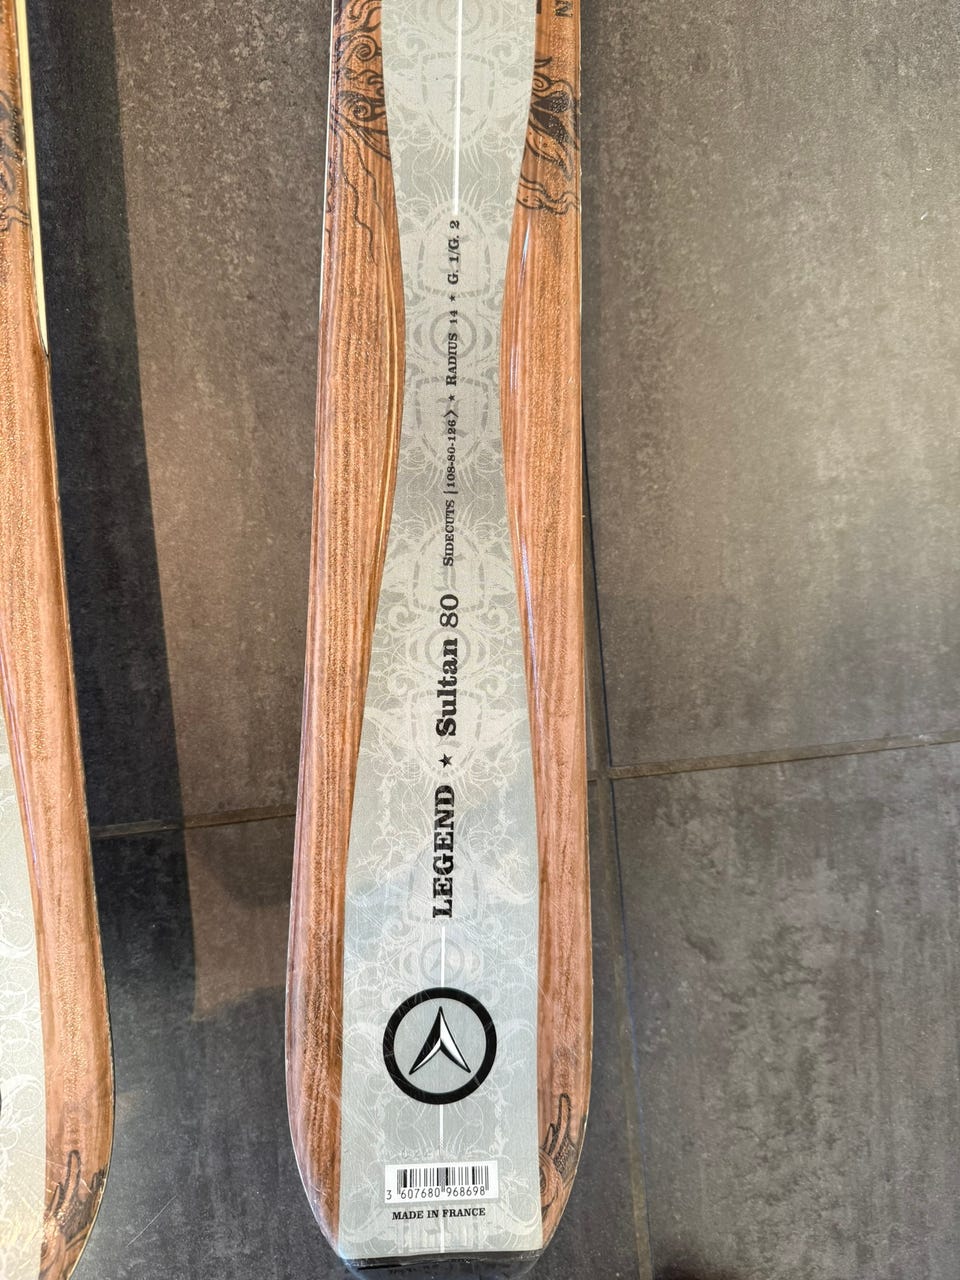 LEGEND ★ Sultan 80 SIDECUTS |108-80-126> ★ RADIUS 14 ★ G. 1/G. 2
3 607680 968698
MADE IN FRANCE